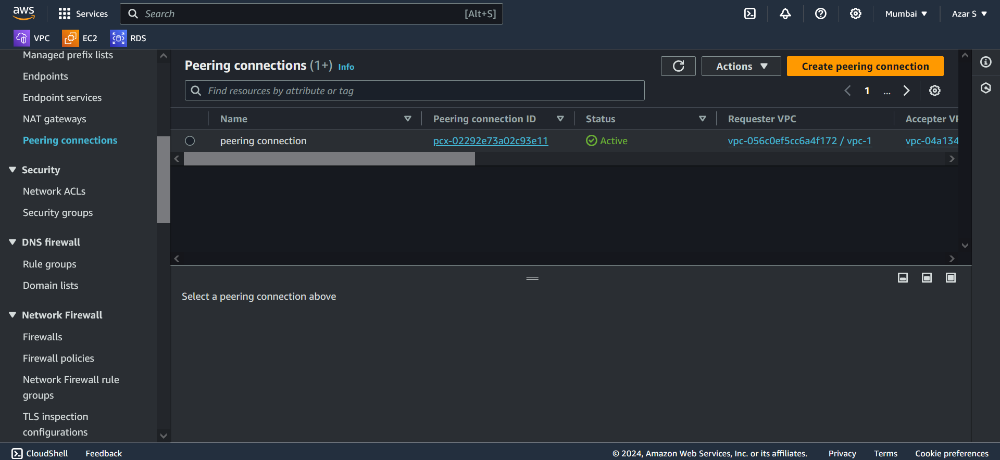 aws
Services
Search
[Alt+S]
Mumbai
Azar S
VPC
EC2
RDS
Managed prefix lists
Endpoints
Endpoint services
NAT gateways
Peering connections
Security
Network ACLs
Security groups
DNS firewall
Rule groups
Domain lists
Network Firewall
Firewalls
Firewall policies
Network Firewall rule
groups
TLS inspection
configurations
Peering connections (1+) Info
Actions
Create peering connection
Find resources by attribute or tag
1 ...
Name Peering connection ID Status Requester VPC Accepter
peering connection pcx-02292e73a02c93e11 Active vpc-056c0ef5cc6a4f172 / vpc-1 vpc-04a134
Select a peering connection above
CloudShell Feedback © 2024, Amazon Web Services, Inc. or its affiliates. Privacy Terms Cookie preferences